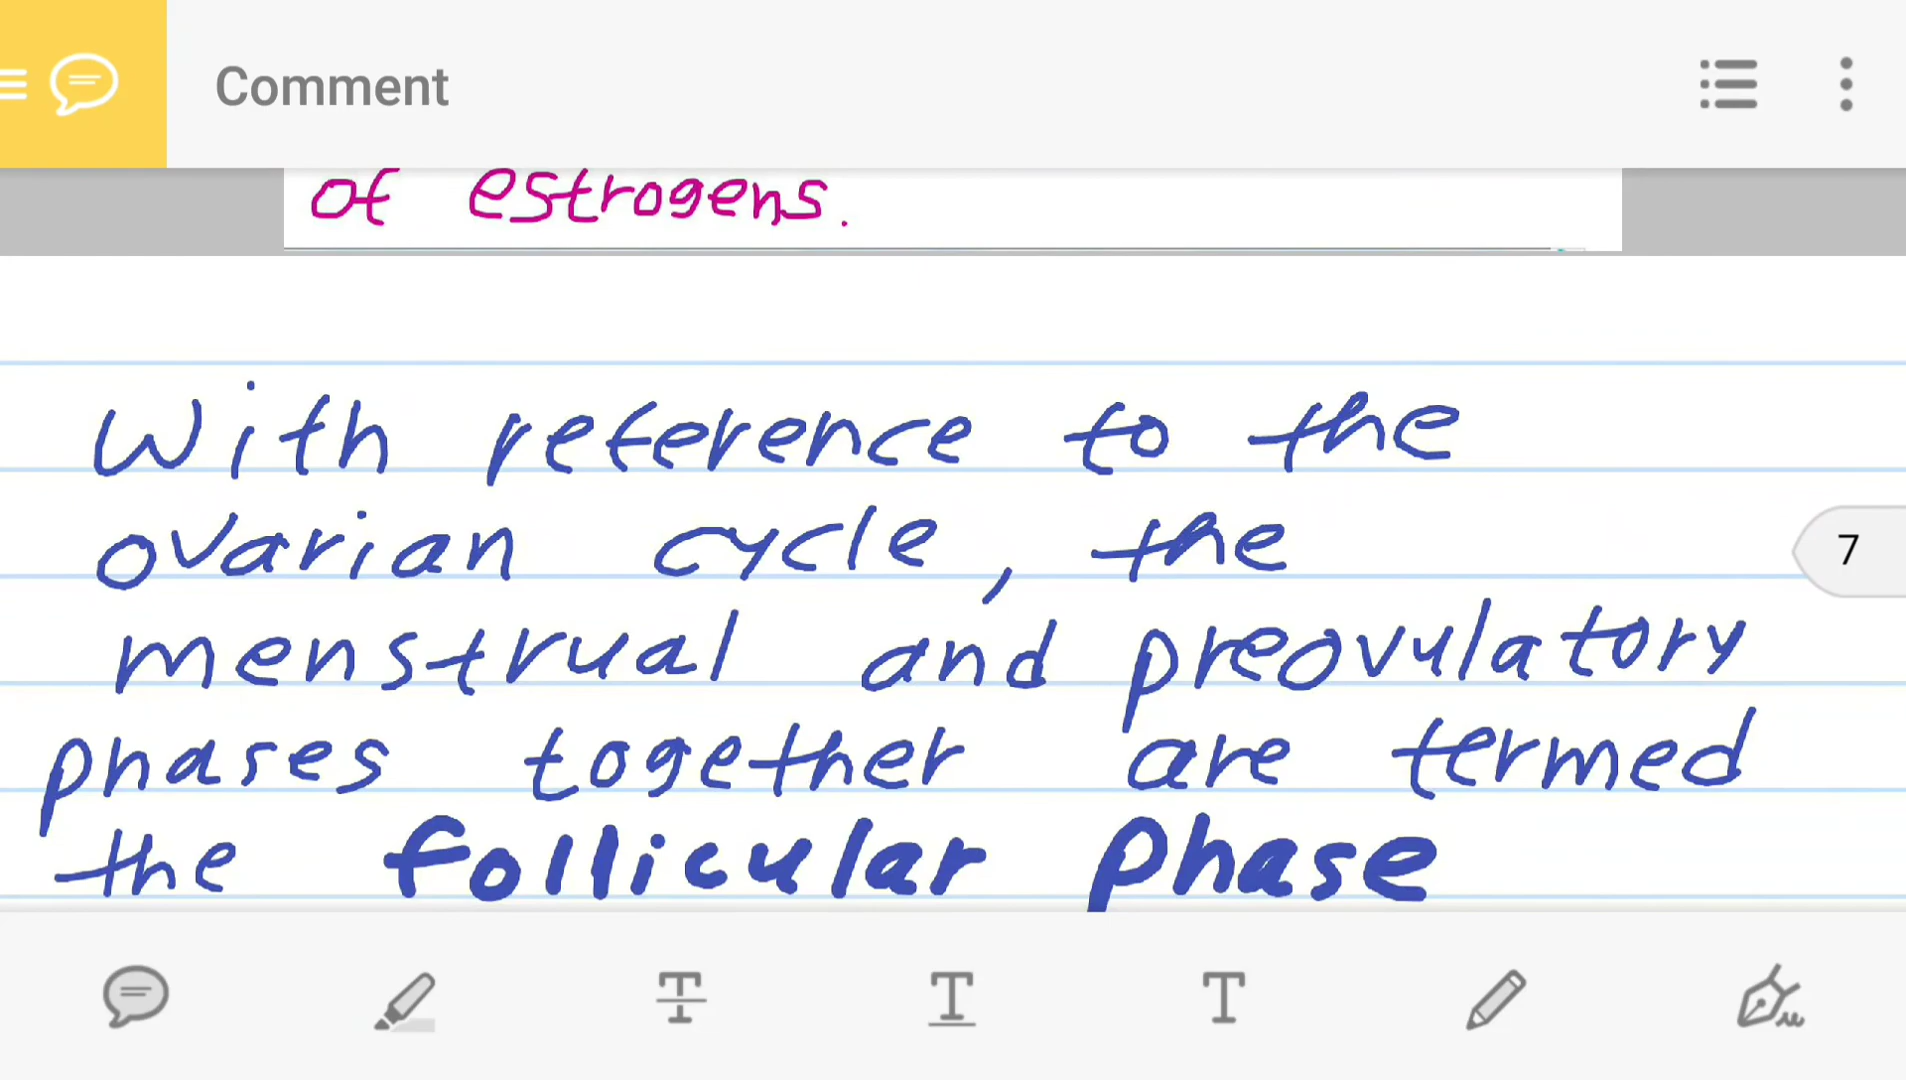 Comment
of estrogens.
With reference to the
ovarian cycle, the
menstrual and preovulatory
7
phases together are termed
the follicular phase
T T T